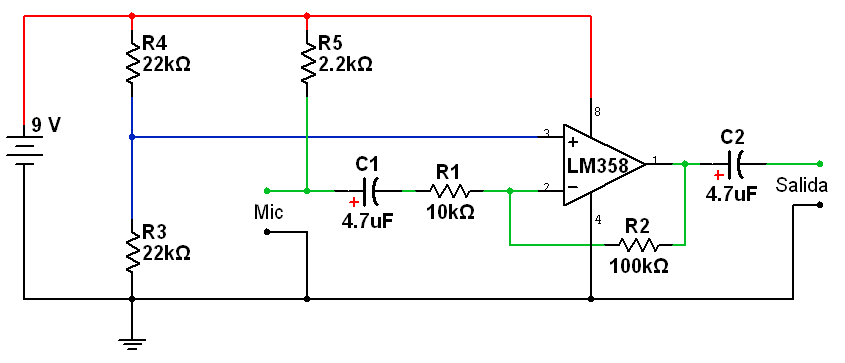 R4
22kΩ
R5
2.2kΩ
9 V
8
3
+
LM358
1
C2
+
4.7uF
Salida
C1
+
4.7uF
R1
10kΩ
2
−
Mic
4
R2
100kΩ
R3
22kΩ